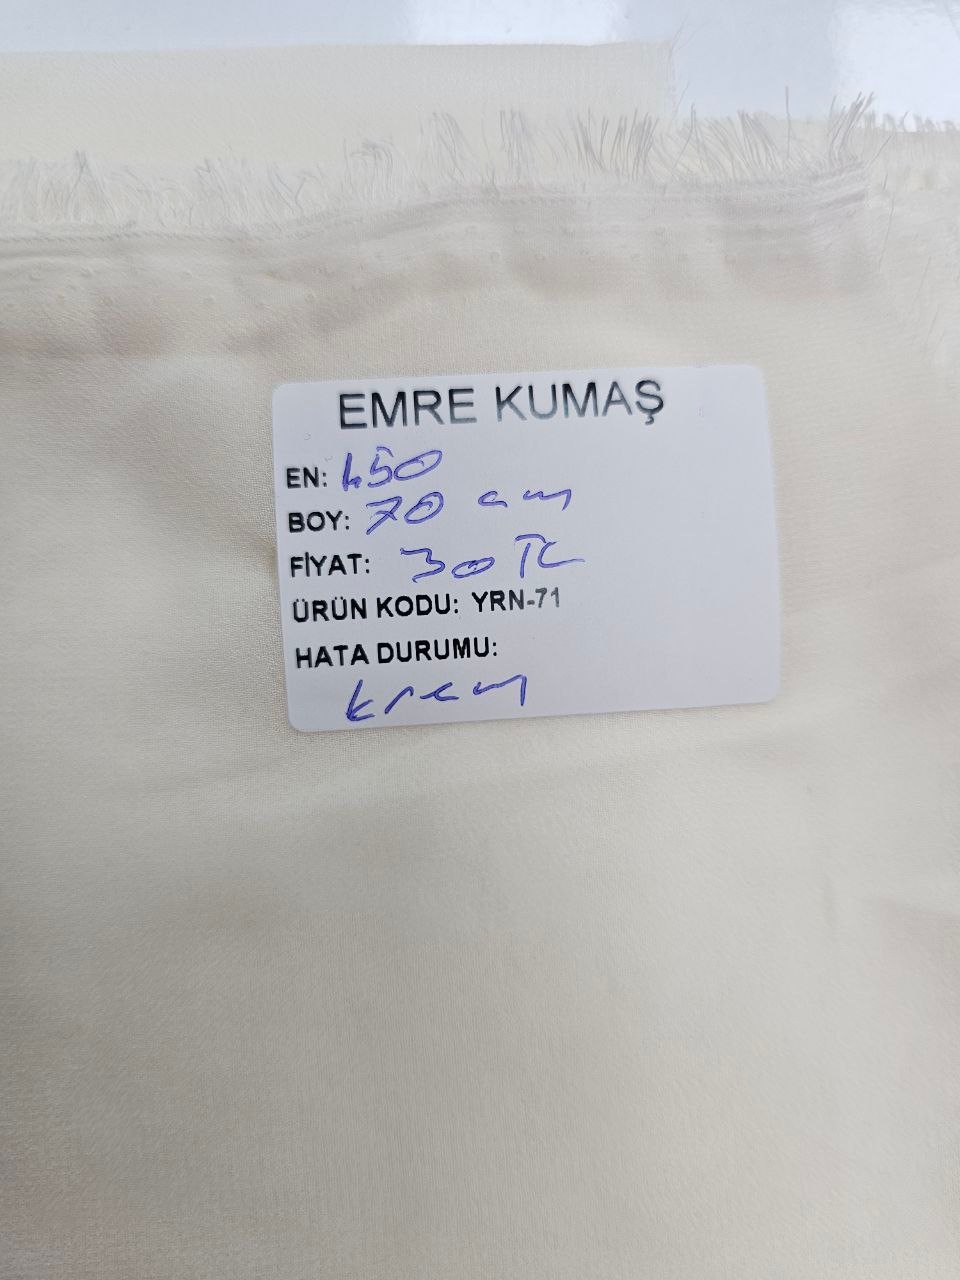 EMRE KUMAŞ
EN: 150
BOY: 70 cm
FİYAT: 30 TL
ÜRÜN KODU: YRN-71
HATA DURUMU:
krem